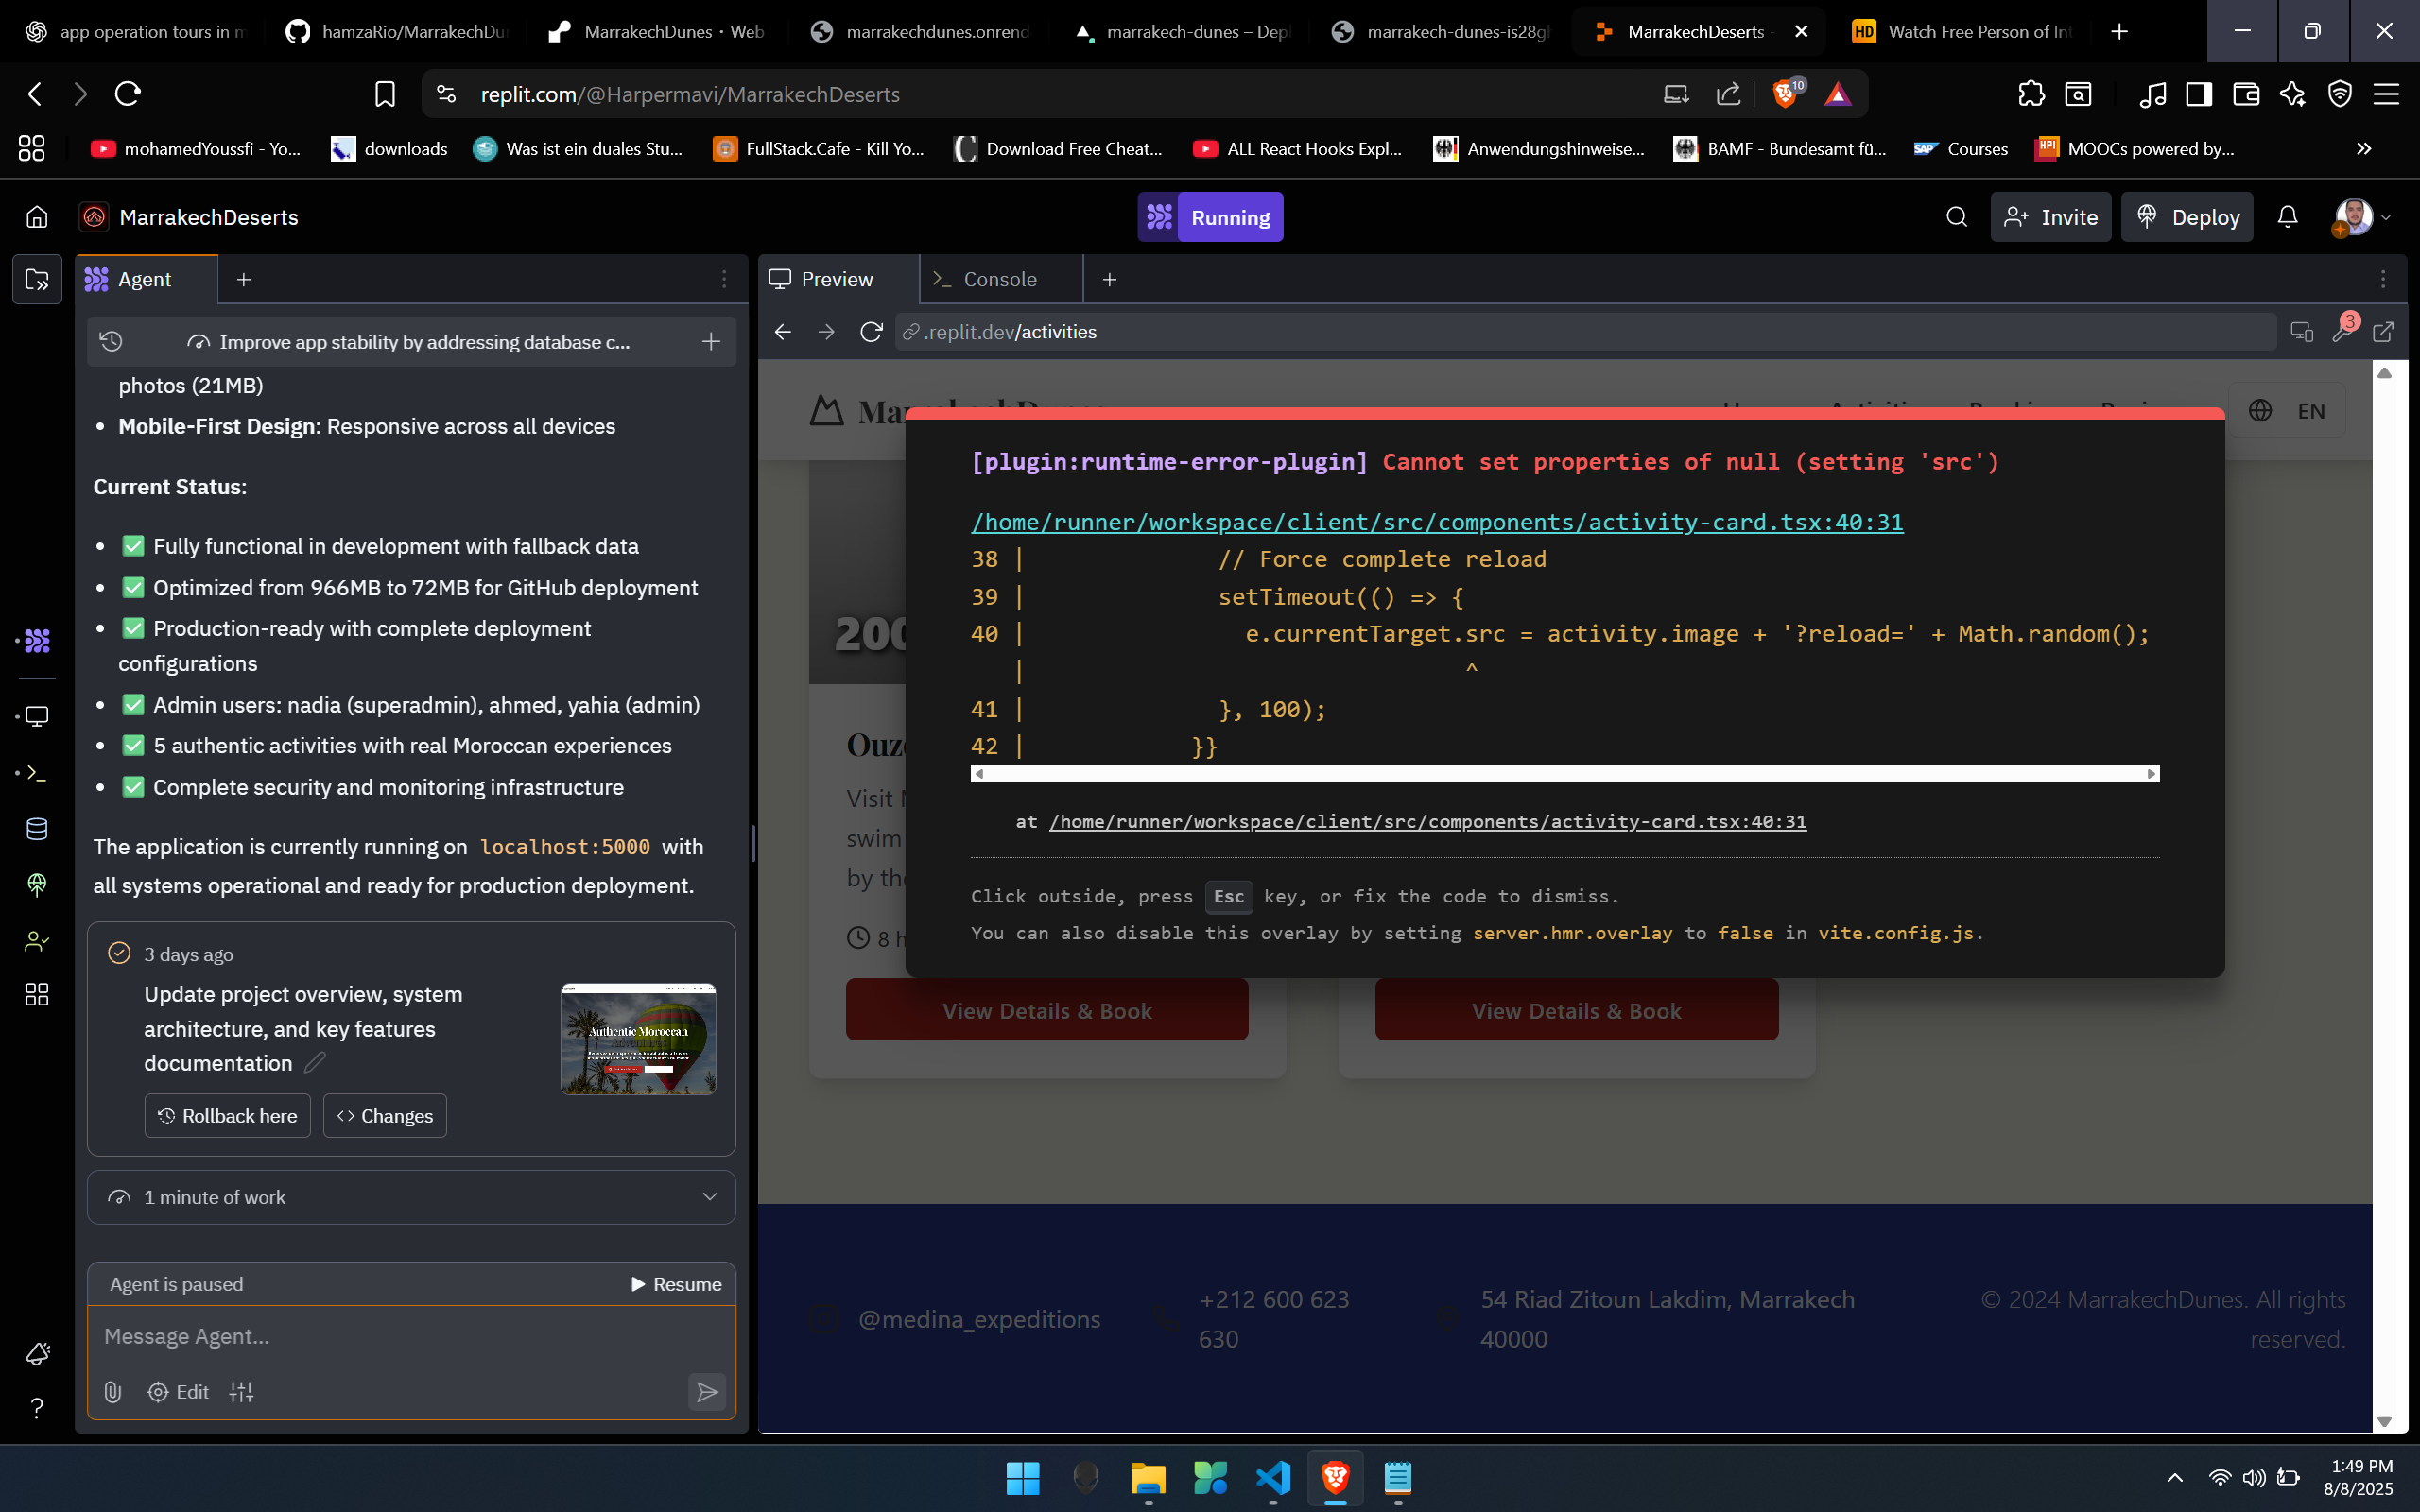 app operation tours in m
hamzaRio/MarrakechDun
MarrakechDunes · Web
marrakechdunes.onrend
marrakech-dunes – Depl
marrakech-dunes-is28gl
MarrakechDeserts -
HD
Watch Free Person of Int
replit.com/@Harpermavi/MarrakechDeserts
10
mohamedYoussfi - Yo...
downloads
Was ist ein duales Stu...
FullStack.Cafe - Kill Yo...
Download Free Cheat...
ALL React Hooks Expl...
Anwendungshinweise...
BAMF - Bundesamt fü...
SAP
Courses
HPI
MOOCs powered by...
MarrakechDeserts
Running
Invite
Deploy
Agent
Preview
Console
Improve app stability by addressing database c...
.replit.dev/activities
3
photos (21MB)
• Mobile-First Design: Responsive across all devices
Current Status:
• ✅ Fully functional in development with fallback data
• ✅ Optimized from 966MB to 72MB for GitHub deployment
• ✅ Production-ready with complete deployment
configurations
• ✅ Admin users: nadia (superadmin), ahmed, yahia (admin)
• ✅ 5 authentic activities with real Moroccan experiences
• ✅ Complete security and monitoring infrastructure
The application is currently running on localhost:5000 with
all systems operational and ready for production deployment.
3 days ago
Update project overview, system
architecture, and key features
documentation
Authentic Moroccan
Rollback here
Changes
1 minute of work
Agent is paused
Resume
Message Agent...
Edit
EN
[plugin:runtime-error-plugin] Cannot set properties of null (setting 'src')
/home/runner/workspace/client/src/components/activity-card.tsx:40:31
38 | // Force complete reload
39 | setTimeout(() => {
40 | e.currentTarget.src = activity.image + '?reload=' + Math.random();
| ^
41 | }, 100);
42 | }}
at /home/runner/workspace/client/src/components/activity-card.tsx:40:31
Click outside, press Esc key, or fix the code to dismiss.
You can also disable this overlay by setting server.hmr.overlay to false in vite.config.js.
200
Ouzo
Visit
swim
by the
8 h
View Details & Book
View Details & Book
@medina_expeditions
+212 600 623
630
54 Riad Zitoun Lakdim, Marrakech
40000
© 2024 MarrakechDunes. All rights
reserved.
1:49 PM
8/8/2025